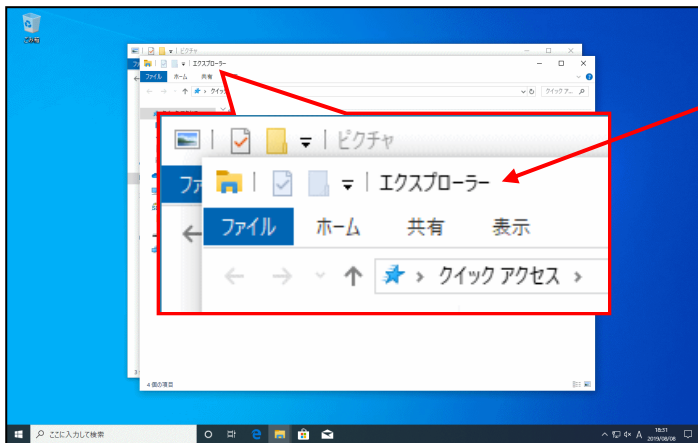 ごみ箱
ピクチャ
エクスプローラー
ファイル ホーム 共有
クイック ア...
ピクチャ
エクスプローラー
ファイル ホーム 共有 表示
クイック アクセス
4 個の項目
ここに入力して検索
A
16:31
2019/08/08